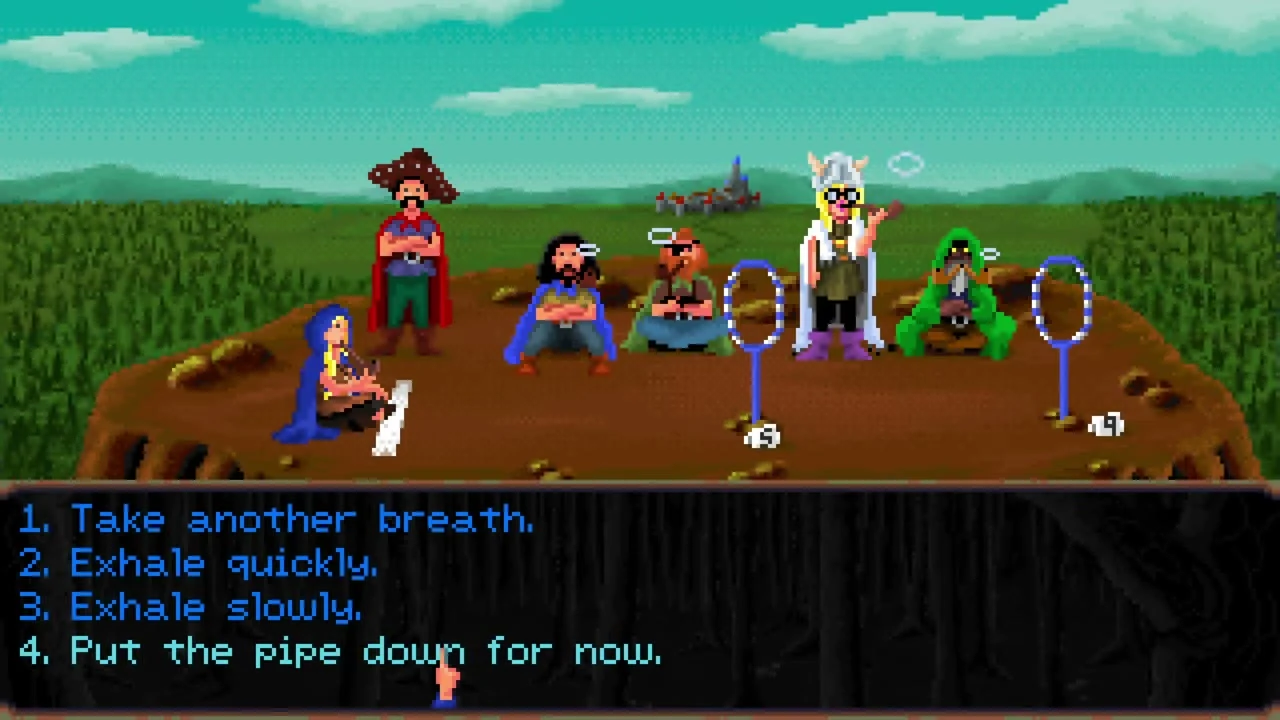 1. Take another breath.
2. Exhale quickly.
3. Exhale slowly.
4. Put the pipe down for now.